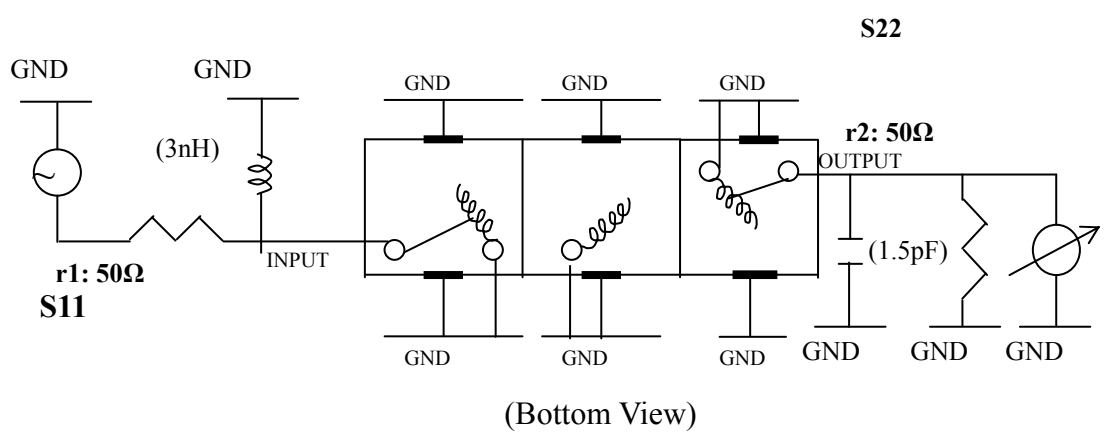 S22
GND
GND
GND
GND
GND
r2: 50Ω
(3nH)
OUTPUT
INPUT
(1.5pF)
r1: 50Ω
S11
GND
GND
GND
GND
GND
GND
(Bottom View)